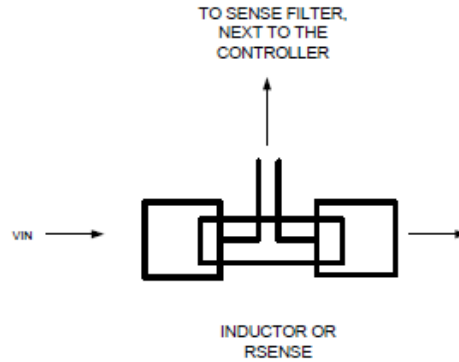 TO SENSE FILTER,
NEXT TO THE
CONTROLLER
VIN
INDUCTOR OR
RSENSE